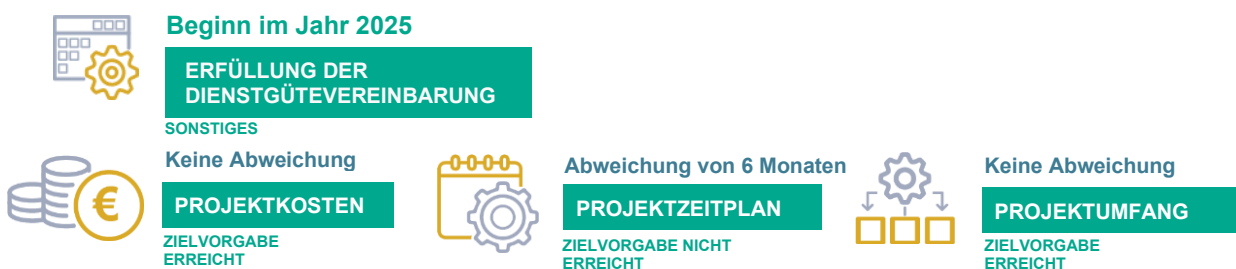 Beginn im Jahr 2025
ERFÜLLUNG DER
DIENSTGÜTEVEREINBARUNG
SONSTIGES
Keine Abweichung
PROJEKTKOSTEN
ZIELVORGABE
ERREICHT
Abweichung von 6 Monaten
PROJEKTZEITPLAN
ZIELVORGABE NICHT
ERREICHT
Keine Abweichung
PROJEKTUMFANG
ZIELVORGABE
ERREICHT